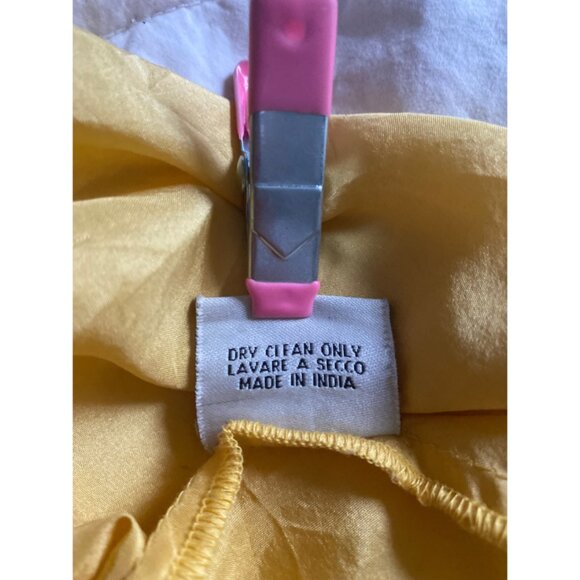 DRY CLEAN ONLY
LAVARE A SECCO
MADE IN INDIA